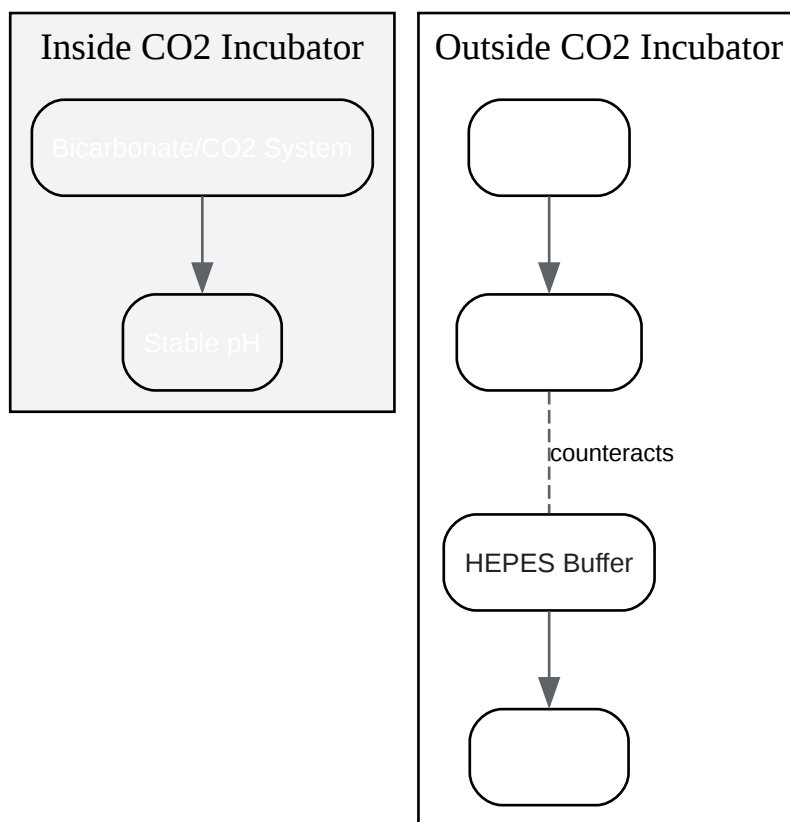 Inside CO2 Incubator
Bicarbonate/CO2 System
Stable pH
Outside CO2 Incubator
counteracts
HEPES Buffer